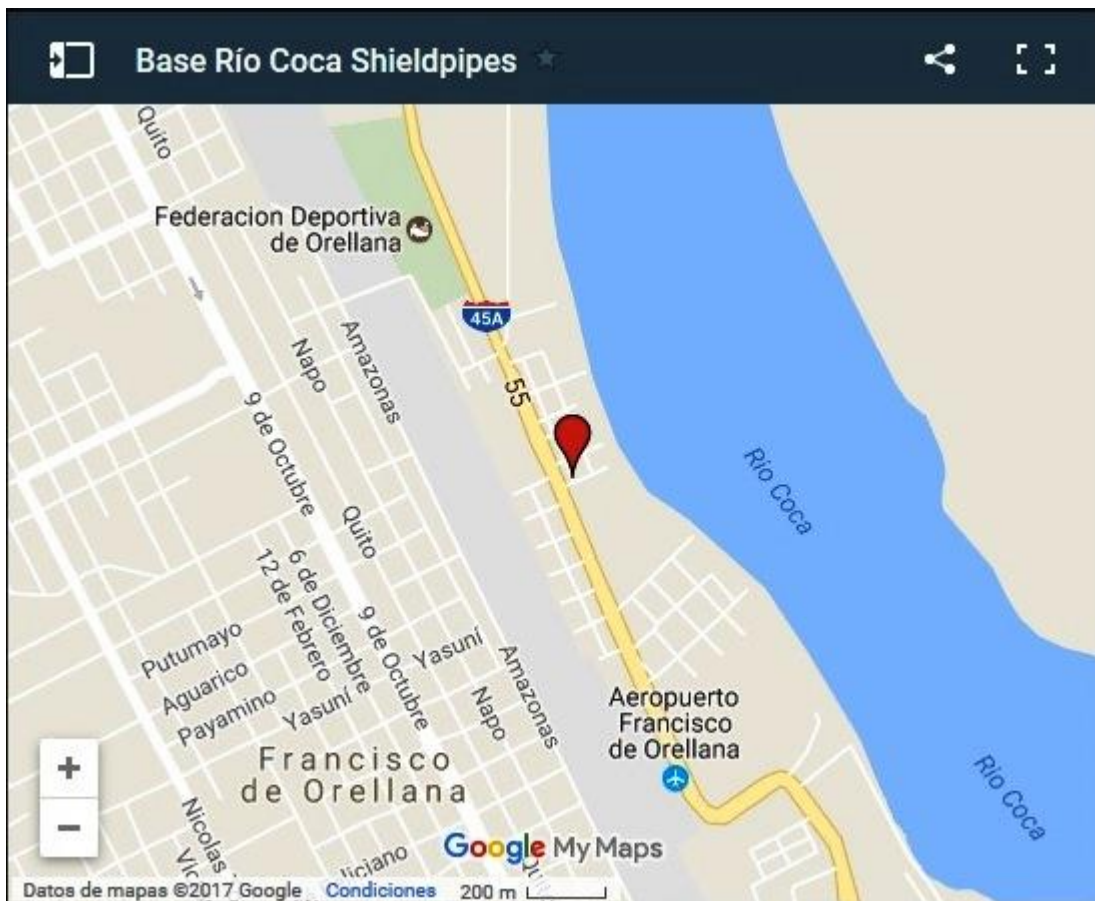 Base Río Coca Shieldpipes
Quito
Federacion Deportiva
de Orellana
45A
Amazonas
Napo
55
9 de Octubre
Río Coca
Quito
6 de Diciembre
12 de Febrero
9 de Octubre
Yasuní
Amazonas
Putumayo
Aguarico
Payamino
Yasuní
Napo
Aeropuerto
Francisco
de Orellana
Francisco
de Orellana
Río Coca
Nicolas
Google My Maps
Datos de mapas ©2017 Google Condiciones 200 m